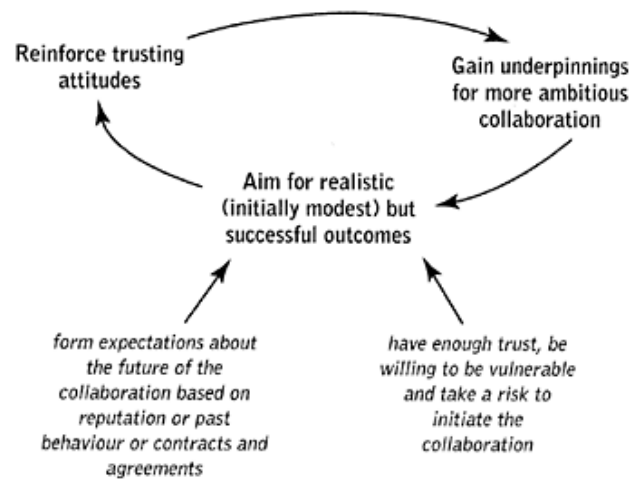 Reinforce trusting
attitudes
Gain underpinnings
for more ambitious
collaboration
Aim for realistic
(initially modest) but
successful outcomes
form expectations about
the future of the
collaboration based on
reputation or past
behaviour or contracts and
agreements
have enough trust, be
willing to be vulnerable
and take a risk to
initiate the
collaboration